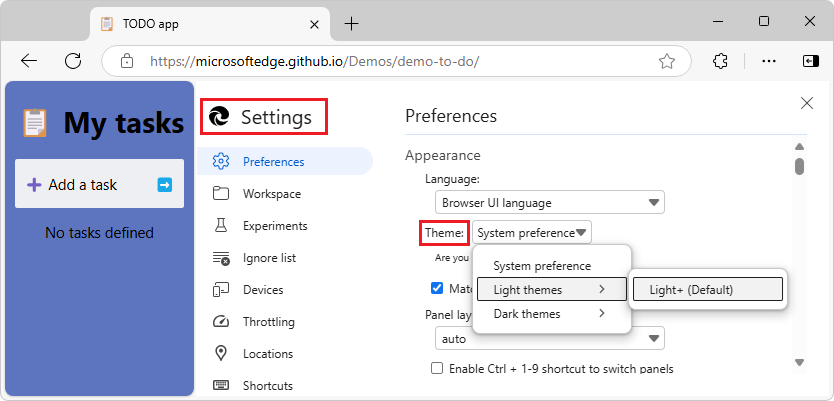 TODO app
https://microsoftedge.github.io/Demos/demo-to-do/
My tasks
Add a task
No tasks defined
Settings
Preferences
Workspace
Experiments
Ignore list
Devices
Throttling
Locations
Shortcuts
Preferences
Appearance
Language:
Browser UI language
Theme:
System preference
Are you
System preference
Light themes
Light+ (Default)
Dark themes
Matc
Panel lay
auto
Enable Ctrl + 1-9 shortcut to switch panels